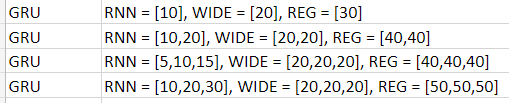 GRU RNN = [10], WIDE = [20], REG = [30]
GRU RNN = [10,20], WIDE = [20,20], REG = [40,40]
GRU RNN = [5,10,15], WIDE = [20,20,20], REG = [40,40,40]
GRU RNN = [10,20,30], WIDE = [20,20,20], REG = [50,50,50]